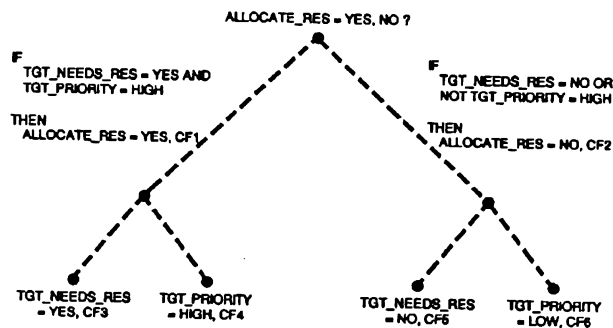 ALLOCATE_RES = YES, NO ?
IF
TGT_NEEDS_RES = YES AND
TGT_PRIORITY = HIGH
THEN
ALLOCATE_RES = YES, CF1
IF
TGT_NEEDS_RES = NO OR
NOT TGT_PRIORITY = HIGH
THEN
ALLOCATE_RES = NO, CF2
TGT_NEEDS_RES
= YES, CF3
TGT_PRIORITY
= HIGH, CF4
TGT_NEEDS_RES
= NO, CF5
TGT_PRIORITY
= LOW, CF6